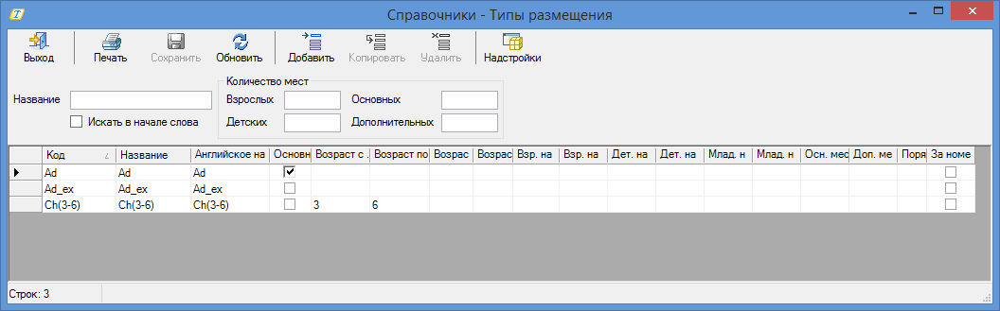 Справочники - Типы размещения
Выход Печать Сохранить Обновить Добавить Копировать Удалить Надстройки
Количество мест
Название Взрослых Основных
Искать в начале слова Детских Дополнительных
Код Название Английское на Основн Возраст с . Возраст по Возрас Возрас Взр. на Взр. на Дет. на Дет. на Млад. н Млад. н Осн. мес Доп. ме Поря За номе
Ad Ad Ad
Ad_ex Ad_ex Ad_ex
Ch(3-6) Ch(3-6) Ch(3-6) 3 6
Строк: 3